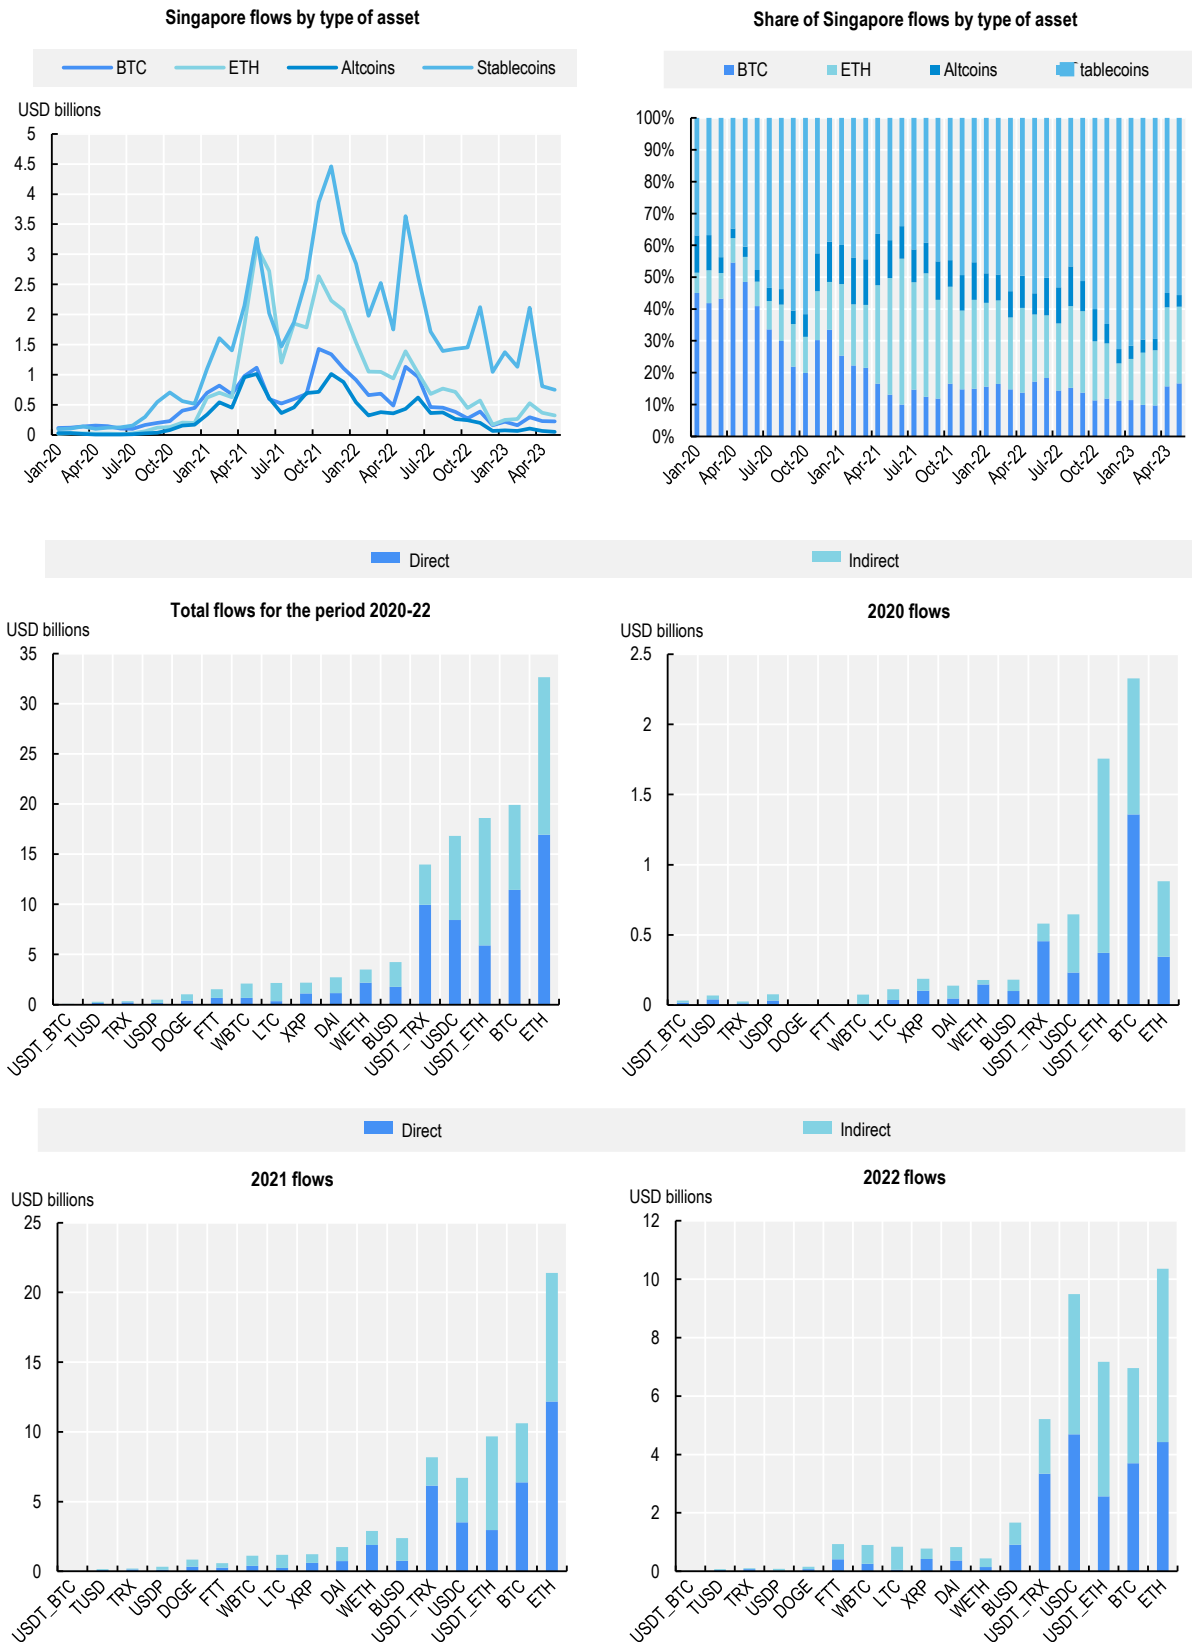 Singapore flows by type of asset
BTC ETH Altcoins Stablecoins
USD billions
5
4.5
4
3.5
3
2.5
2
1.5
1
0.5
0
Jan-20 Apr-20 Jul-20 Oct-20 Jan-21 Apr-21 Jul-21 Oct-21 Jan-22 Apr-22 Jul-22 Oct-22 Jan-23 Apr-23
Share of Singapore flows by type of asset
BTC ETH Altcoins tablecoins
100%
90%
80%
70%
60%
50%
40%
30%
20%
10%
0%
Jan-20 Apr-20 Jul-20 Oct-20 Jan-21 Apr-21 Jul-21 Oct-21 Jan-22 Apr-22 Jul-22 Oct-22 Jan-23 Apr-23
Direct Indirect
Total flows for the period 2020-22
USD billions
35
30
25
20
15
10
5
0
USDT_BTC TUSD TRX USDP DOGE FTT WBTC LTC XRP DAI WETH BUSD USDT_TRX USDC USDT_ETH BTC ETH
2020 flows
USD billions
2.5
2
1.5
1
0.5
0
USDT_BTC TUSD TRX USDP DOGE FTT WBTC LTC XRP DAI WETH BUSD USDT_TRX USDC USDT_ETH BTC ETH
Direct Indirect
2021 flows
USD billions
25
20
15
10
5
0
USDT_BTC TUSD TRX USDP DOGE FTT WBTC LTC XRP DAI WETH BUSD USDT_TRX USDC USDT_ETH BTC ETH
2022 flows
USD billions
12
10
8
6
4
2
0
USDT_BTC TUSD TRX USDP DOGE FTT WBTC LTC XRP DAI WETH BUSD USDT_TRX USDC USDT_ETH BTC ETH